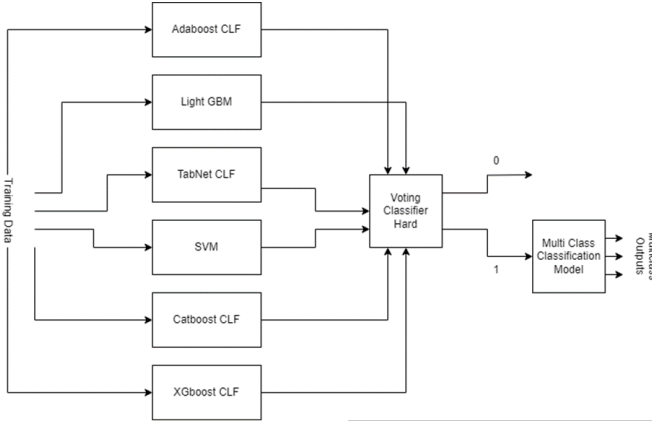 Adaboost CLF
Light GBM
TabNet CLF
SVM
Catboost CLF
XGboost CLF
Training Data
Voting
Classifier
Hard
0
1
Multi Class
Classification
Model
Outputs